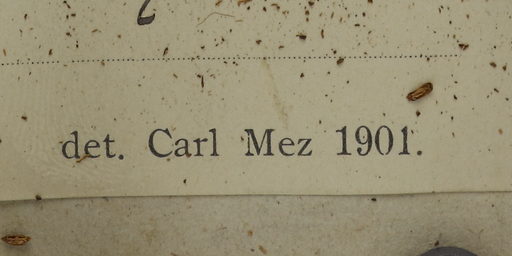 det. Carl Mez 1901.